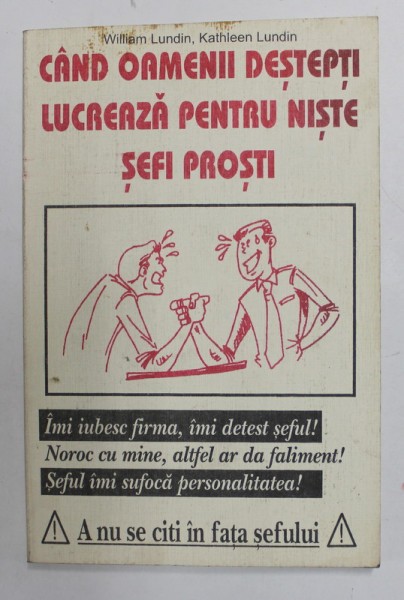 William Lundin, Kathleen Lundin
CÂND OAMENII DEȘTEPȚI
LUCREAZĂ PENTRU NIȘTE
ȘEFI PROȘTI
Îmi iubesc firma, îmi detest șeful!
Noroc cu mine, altfel ar da faliment!
Șeful îmi sufocă personalitatea!
A nu se citi în fața șefului